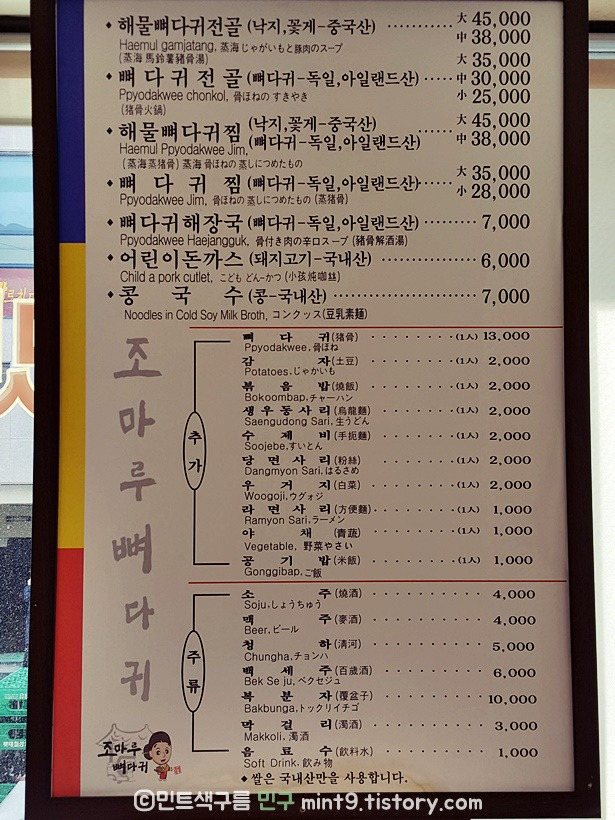 ◆ 해물뼈다귀전골 (낙지,꽃게-중국산) ············ 大 45,000
中 38,000
Haemul gamjatang, 蒸海 じゃがいもと豚肉のスープ
(蒸海 馬鈴薯豬骨湯)
大 35,000
◆ 뼈다귀전골 (뼈다귀-독일,아일랜드산) ····· 中 30,000
Ppyodakwee chonkol, 骨ほねの すきやき 小 25,000
(猪骨火鍋)
◆ 해물뼈다귀찜 (낙지,꽃게-중국산) ······ 大 45,000
(뼈다귀-독일,아일랜드산) 中 38,000
Haemul Ppyodakwee Jim,
(蒸海蒸猪骨) 蒸海 骨ほねの 蒸しにつめたもの
大 35,000
◆ 뼈다귀찜 (뼈다귀-독일,아일랜드산) ······ 小 28,000
Ppyodakwee Jim, 骨ほねの 蒸しにつめたもの (蒸猪骨)
◆ 뼈다귀해장국 (뼈다귀-독일,아일랜드산) ········· 7,000
Ppyodakwee Haejangguk, 骨付き肉の辛口スープ (豬骨解酒湯)
◆ 어린이돈까스 (돼지고기-국내산) ············· 6,000
Child a pork cutlet, こども どんーかつ (小孩炖咖喆)
◆ 콩국수 (콩-국내산) ···················· 7,000
Noodles in Cold Soy Milk Broth, コンクッス(豆乳素麺)
조마루뼈다귀
추가
뼈다귀(猪骨) ········ (1人) 13,000
Ppyodakwee,骨ほね
감자(土豆) ········ (1人) 2,000
Potatoes,じゃかいも
볶음밥(燒飯) ········ (1人) 2,000
Bokoombap,チャーハン
생우동사리(烏龍麵) ······ (1人) 2,000
Saengudong Sari,生うどん
수제비(手扼麵) ······ (1人) 2,000
Soojebe,すいとん
당면사리(粉絲) ······ (1人) 2,000
Dangmyon Sari,はるさめ
우거지(白菜) ······ (1人) 2,000
Woogoji,ウグォジ
라면사리(方便麵) ······ (1人) 1,000
Ramyon Sari,ラーメン
야채(青蔬) ······ (1人) 1,000
Vegetable, 野菜やさい
공기밥(米飯) ······ (1人) 1,000
Gonggibap,ご飯
주류
소주(燒酒) ·········· 4,000
Soju,しょうちゅう
맥주(麥酒) ·········· 4,000
Beer,ビール
청하(清河) ·········· 5,000
Chungha,チョンハ
백세주(百歲酒) ·········· 6,000
Bek Se ju,ベクセジュ
복분자(覆盆子) ·········· 10,000
Bakbunga,トックリイチゴ
막걸리(濁酒) ·········· 3,000
Makkoli, 濁酒
음료수(飮料水) ·········· 1,000
Soft Drink,飲み物
◆ 쌀은 국내산만을 사용합니다.
조마루
뼈다귀
©민트색구름 민구 mint9.tistory.com